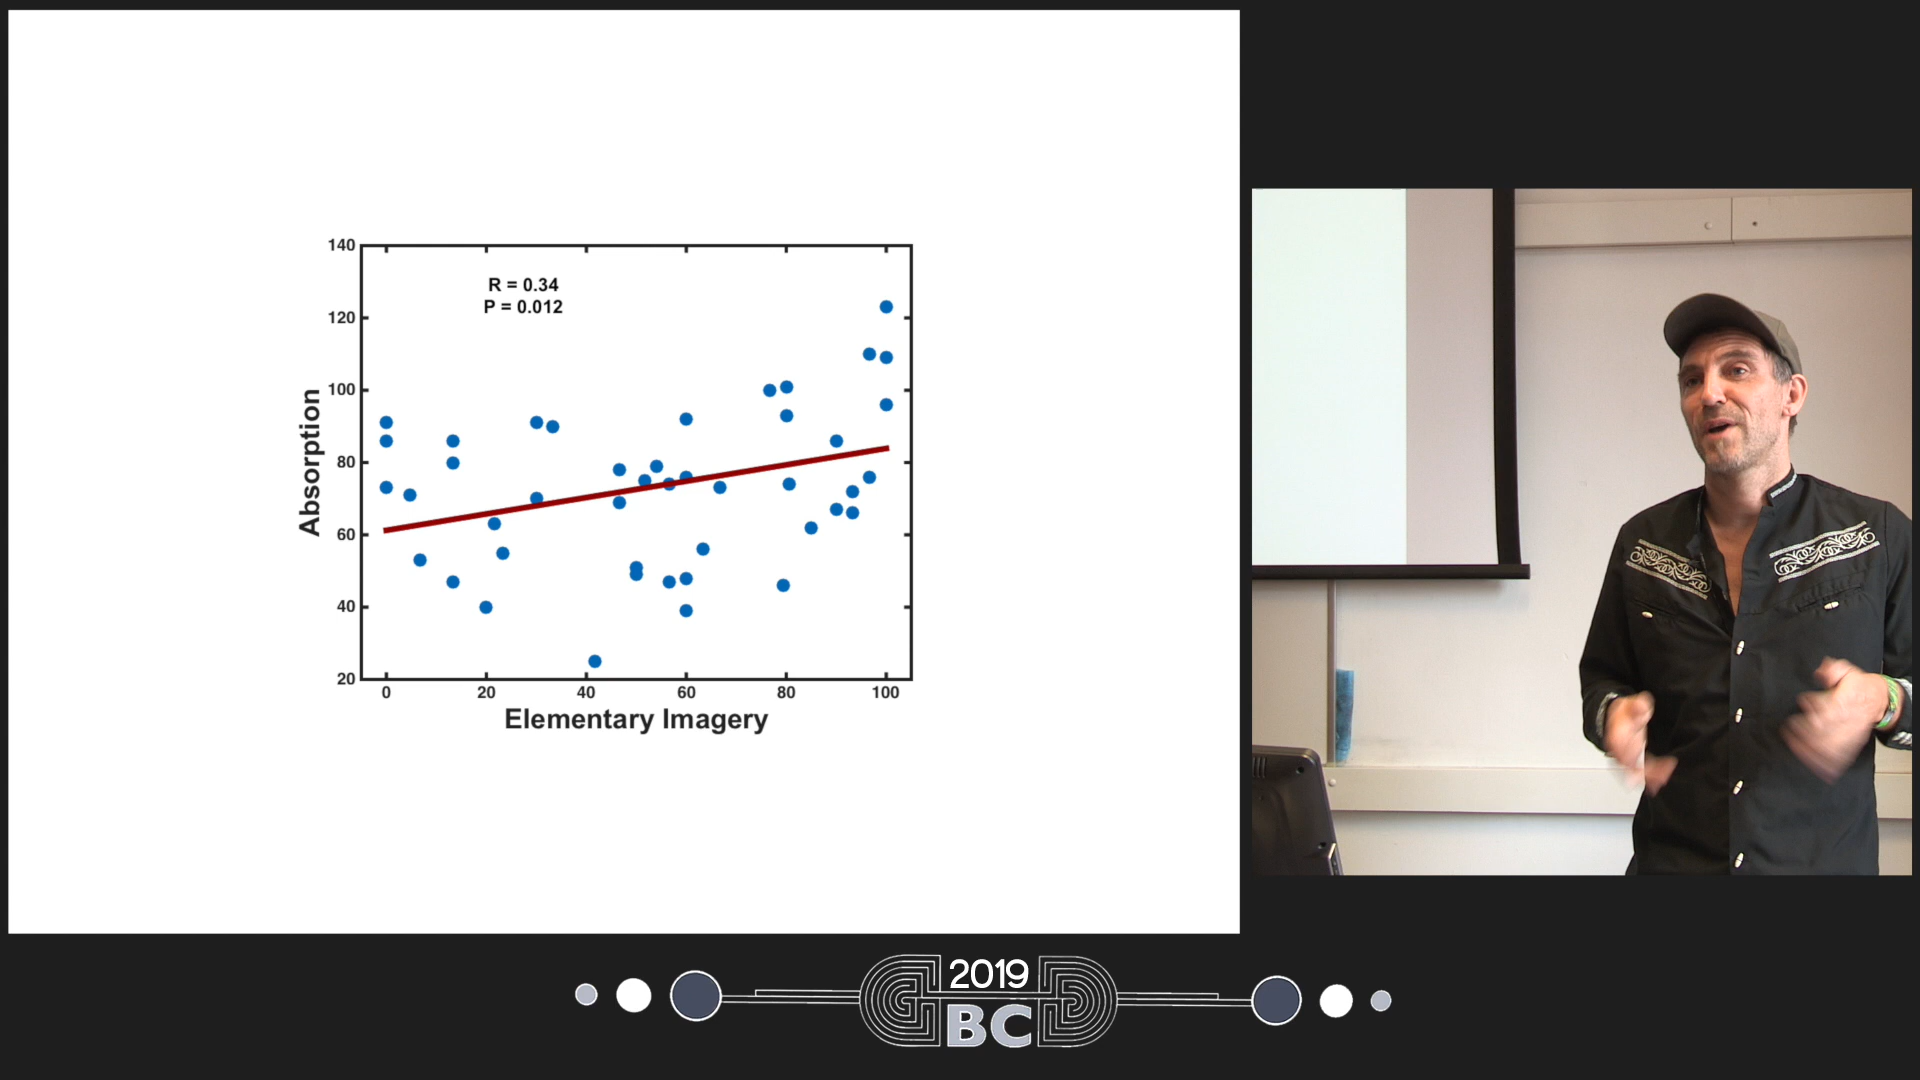 R = 0.34
P = 0.012
140
120
100
80
60
40
20
Absorption
0 20 40 60 80 100
Elementary Imagery
2019
BC